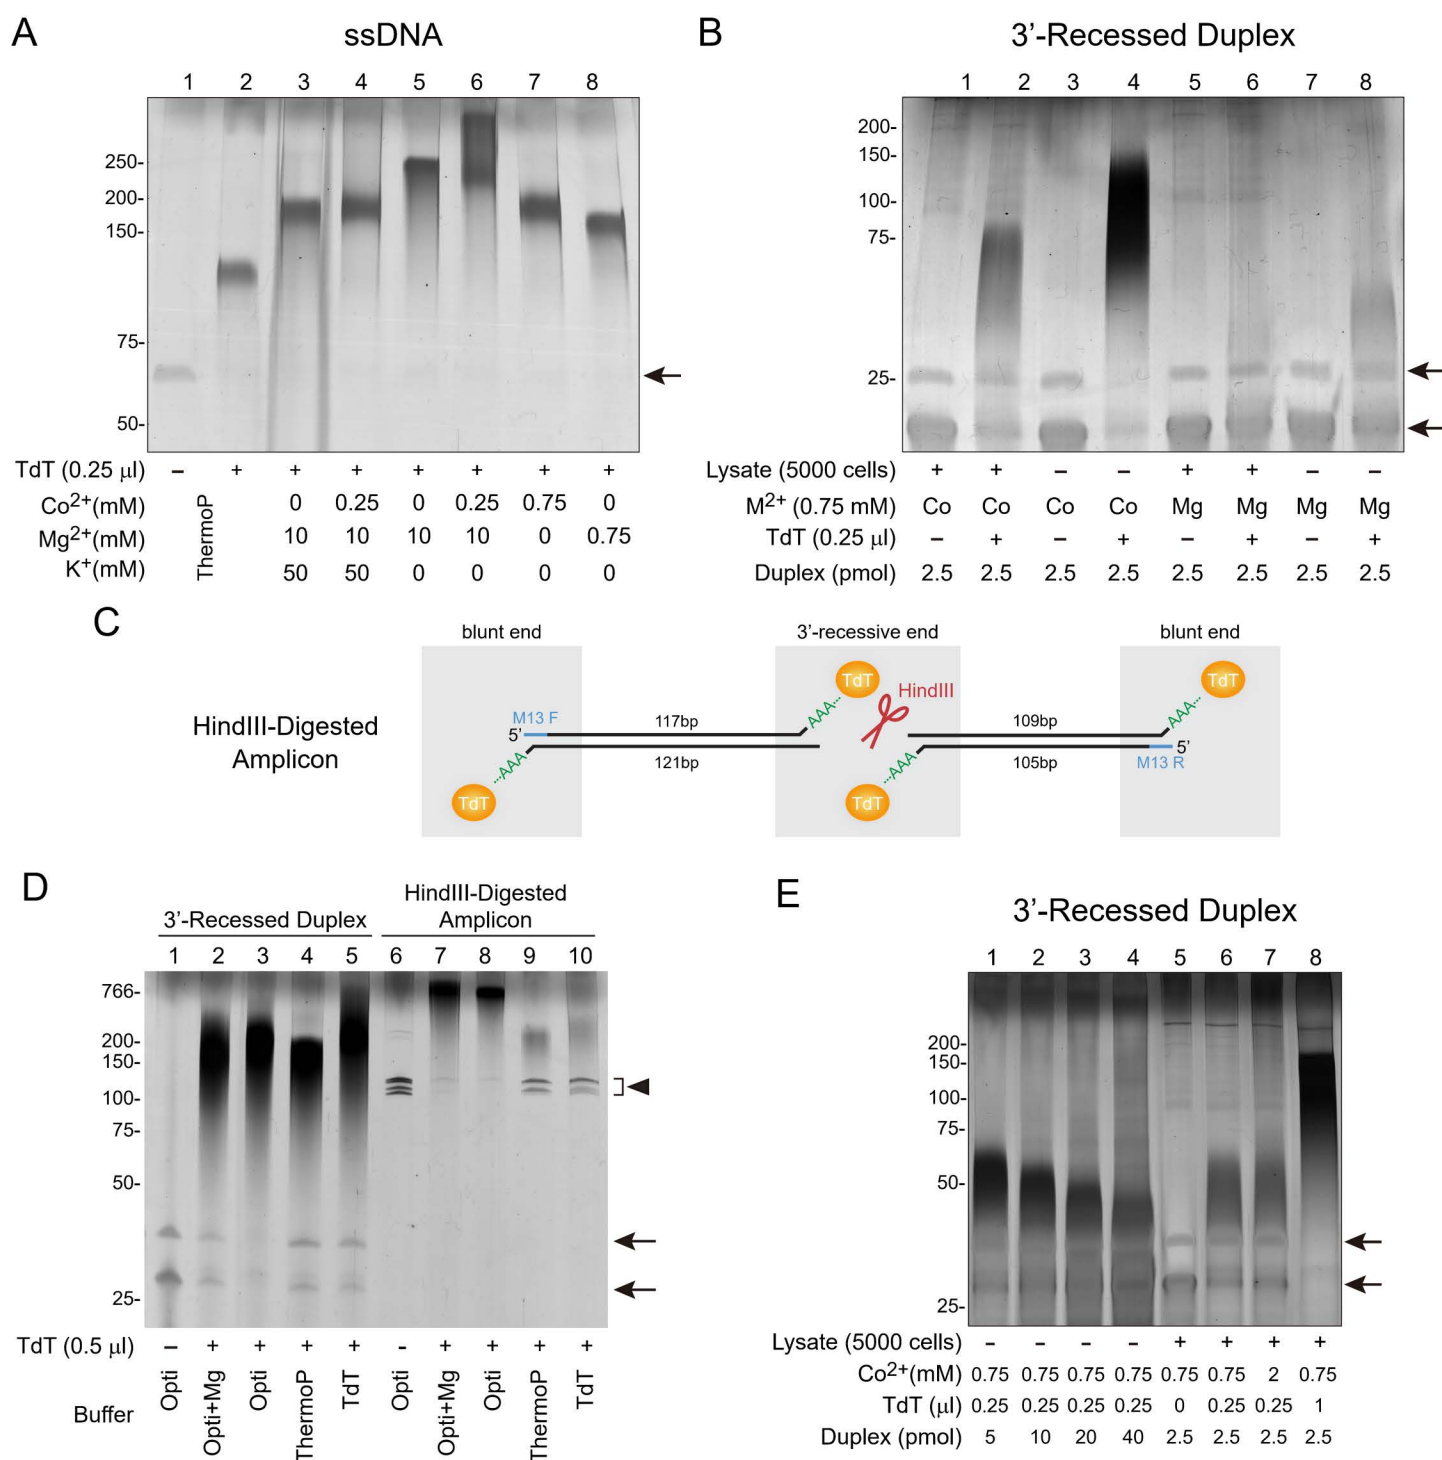 A
ssDNA
1 2 3 4 5 6 7 8
250-
200-
150-
75-
50-
TdT (0.25 μl) – + + + + + + +
Co²⁺(mM) 0 0.25 0 0.25 0.75 0
Mg²⁺(mM) 10 10 10 10 0 0.75
K⁺(mM) 50 50 0 0 0 0
ThermoP
B
3’-Recessed Duplex
1 2 3 4 5 6 7 8
200-
150-
100-
75-
25-
Lysate (5000 cells) + + – – + + – –
M²⁺ (0.75 mM) Co Co Co Co Mg Mg Mg Mg
TdT (0.25 μl) – + – + – + – +
Duplex (pmol) 2.5 2.5 2.5 2.5 2.5 2.5 2.5 2.5
C
blunt end 3’-recessive end blunt end
HindIII-Digested
Amplicon
M13 F
5’
117bp
121bp
AAA
TdT
AAA
TdT
HindIII
AAA
TdT
109bp
105bp
AAA
TdT
5’
M13 R
D
3’-Recessed Duplex
HindIII-Digested
Amplicon
1 2 3 4 5 6 7 8 9 10
766-
200-
150-
100-
75-
50-
25-
TdT (0.5 μl) – + + + + - + + + +
Buffer Opti Opti+Mg Opti ThermoP TdT Opti Opti+Mg Opti ThermoP TdT
E
3’-Recessed Duplex
1 2 3 4 5 6 7 8
200-
150-
100-
75-
50-
25-
Lysate (5000 cells) – – – – + + + +
Co²⁺(mM) 0.75 0.75 0.75 0.75 0.75 0.75 2 0.75
TdT (μl) 0.25 0.25 0.25 0.25 0 0.25 0.25 1
Duplex (pmol) 5 10 20 40 2.5 2.5 2.5 2.5